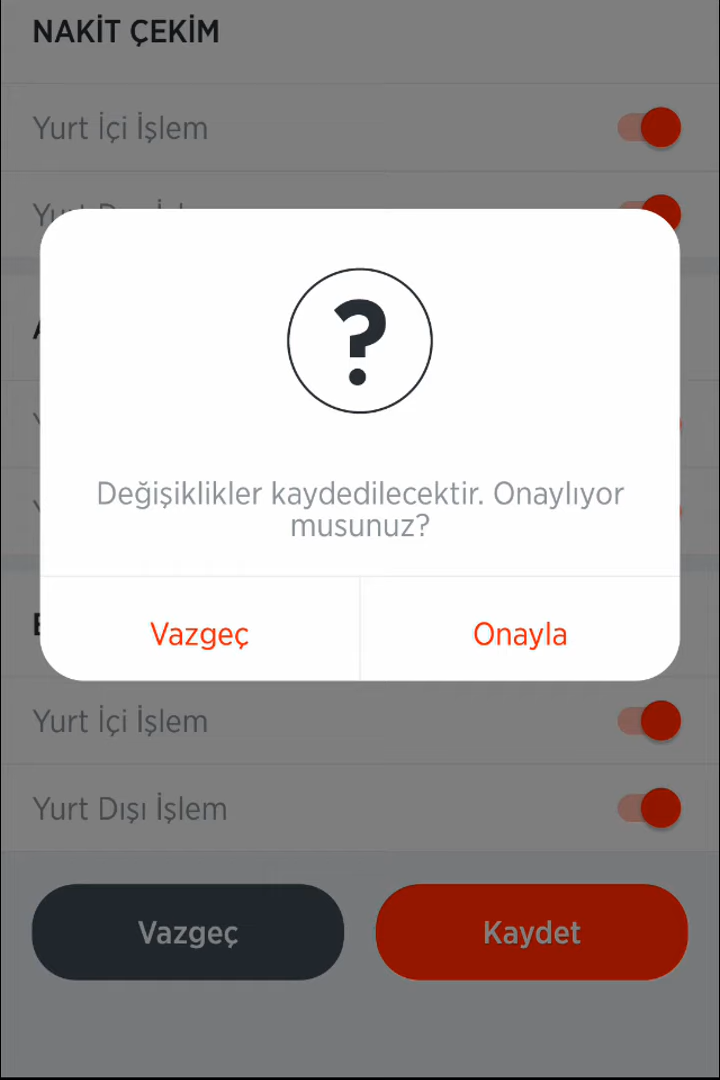 NAKİT ÇEKİM
Yurt İçi İşlem
?
Değişiklikler kaydedilecektir. Onaylıyor
musunuz?
Vazgeç
Onayla
Yurt İçi İşlem
Yurt Dışı İşlem
Vazgeç
Kaydet